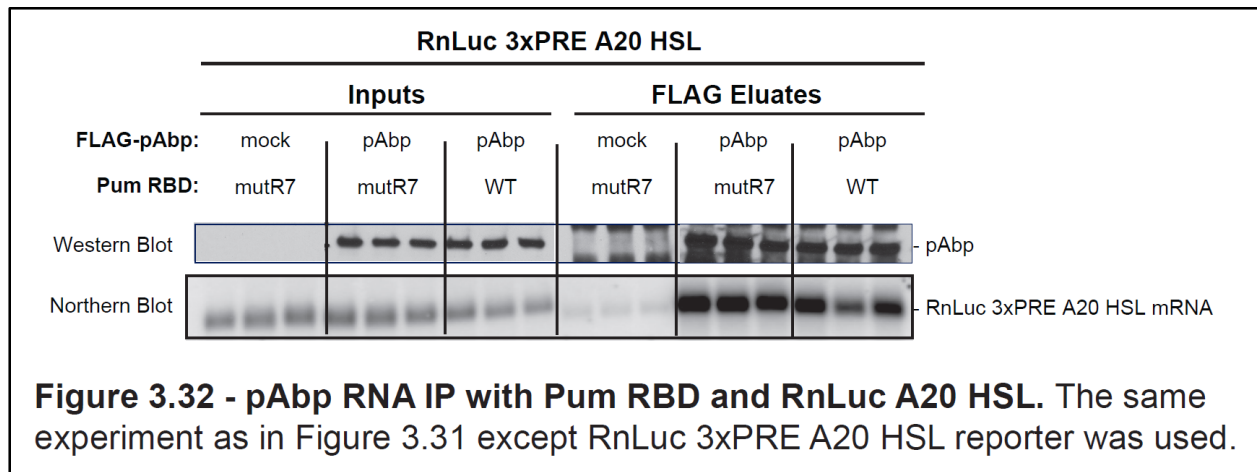 RnLuc 3xPRE A20 HSL
Inputs FLAG Eluates
FLAG-pAbp: mock pAbp pAbp mock pAbp pAbp
Pum RBD: mutR7 mutR7 WT mutR7 mutR7 WT
Western Blot - pAbp
Northern Blot - RnLuc 3xPRE A20 HSL mRNA
Figure 3.32 - pAbp RNA IP with Pum RBD and RnLuc A20 HSL. The same
experiment as in Figure 3.31 except RnLuc 3xPRE A20 HSL reporter was used.